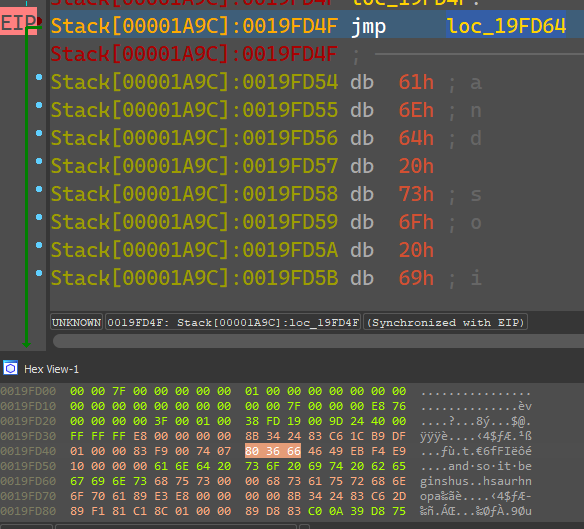 loc_19FD4F:
EIP Stack[00001A9C]:0019FD4F jmp loc_19FD64
Stack[00001A9C]:0019FD4F ;
Stack[00001A9C]:0019FD54 db 61h ; a
Stack[00001A9C]:0019FD55 db 6Eh ; n
Stack[00001A9C]:0019FD56 db 64h ; d
Stack[00001A9C]:0019FD57 db 20h
Stack[00001A9C]:0019FD58 db 73h ; s
Stack[00001A9C]:0019FD59 db 6Fh ; o
Stack[00001A9C]:0019FD5A db 20h
Stack[00001A9C]:0019FD5B db 69h ; i
UNKNOWN 0019FD4F: Stack[00001A9C]:loc_19FD4F (Synchronized with EIP)
Hex View-1
0019FD00 00 00 7F 00 00 00 00 00 01 00 00 00 00 00 00 00 ................
0019FD10 00 00 00 00 00 00 00 00 00 00 7F 00 00 00 E8 76 ..............èv
0019FD20 00 00 00 00 3F 00 01 00 38 FD 19 00 9D 24 40 00 ....?...8ý...$@.
0019FD30 FF FF FF E8 00 00 00 00 8B 34 24 83 C6 1C B9 DF ÿÿÿè....‹4$ƒÆ.¹ß
0019FD40 01 00 00 83 F9 00 74 07 80 36 66 46 49 EB F4 E9 ...ƒù.t.€6fFIëôé
0019FD50 10 00 00 00 61 6E 64 20 73 6F 20 69 74 20 62 65 ....and·so·it·be
0019FD60 67 69 6E 73 68 75 73 00 00 68 73 61 75 72 68 6E ginshus..hsaurhn
0019FD70 6F 70 61 89 E3 E8 00 00 00 00 8B 34 24 83 C6 2D opa‰ãè....‹4$ƒÆ-
0019FD80 89 F1 81 C1 8C 01 00 00 89 D8 83 C0 0A 39 D8 75 ‰ñ.ÁŒ...‰ØƒÀ.9Øu